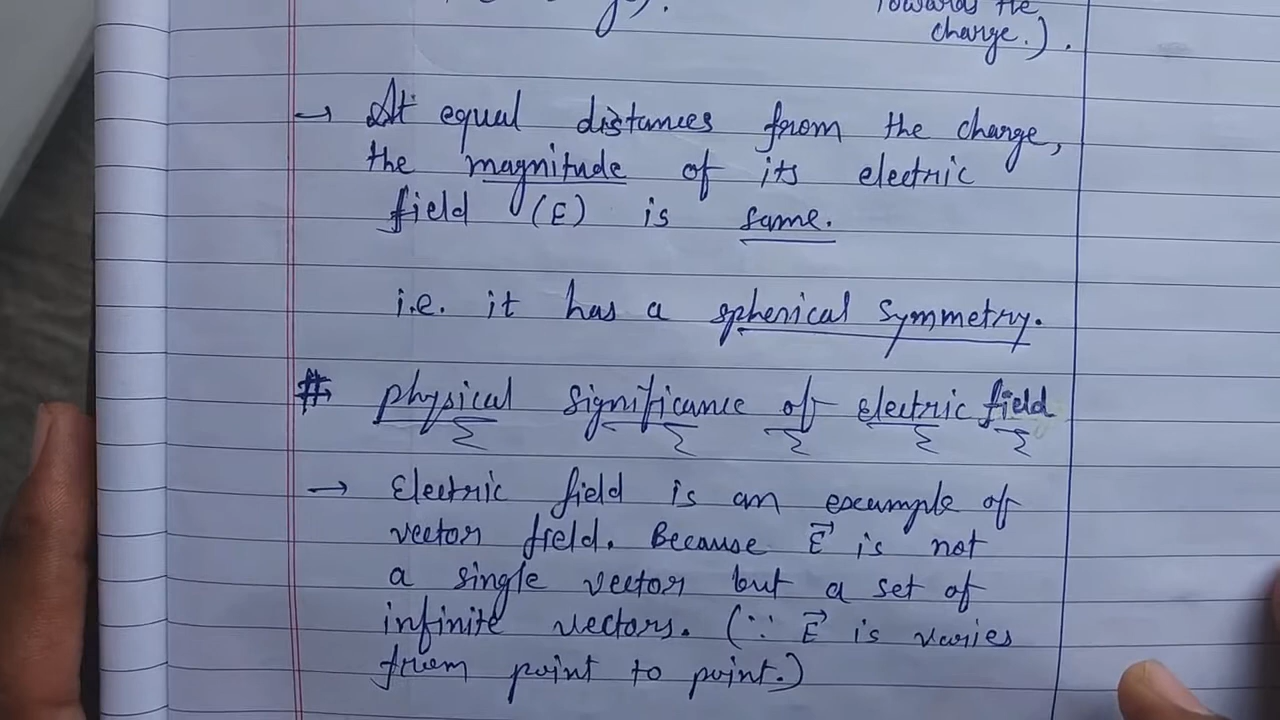 Towards the
charge.).
→ At equal distances from the charge,
the magnitude of its electric
field (E) is same.
i.e. it has a spherical symmetry.
# Physical Significance of electric field
→ Electric field is an example of
vector field. Because E⃗ is not
a single vector but a set of
infinite vectors. (∵ E⃗ is varies
from point to point.)